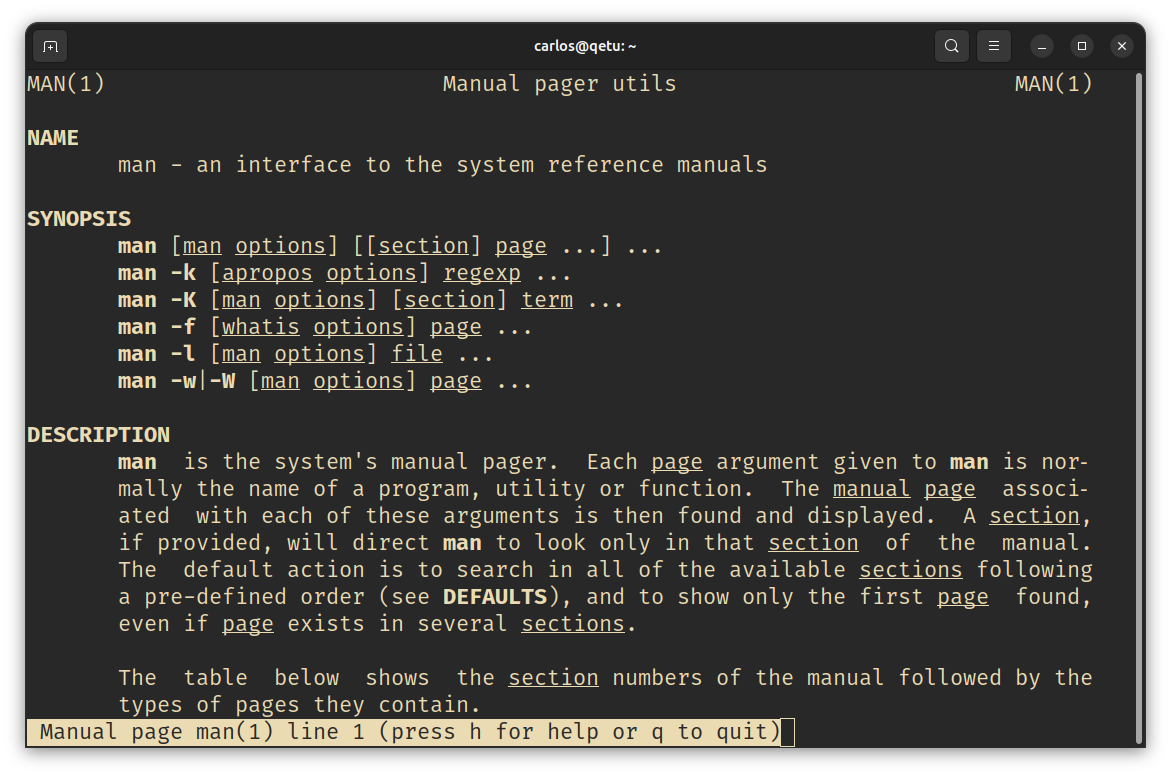 carlos@qetu: ~
MAN(1) Manual pager utils MAN(1)
NAME
man - an interface to the system reference manuals
SYNOPSIS
man [man options] [[section] page ...] ...
man -k [apropos options] regexp ...
man -K [man options] [section] term ...
man -f [whatis options] page ...
man -l [man options] file ...
man -w|-W [man options] page ...
DESCRIPTION
man  is the system's manual pager.  Each page argument given to man is nor-
mally the name of a program, utility or function.  The manual page  associ-
ated  with each of these arguments is then found and displayed.  A section,
if provided, will direct man to look only in that section  of  the  manual.
The  default action is to search in all of the available sections following
a pre-defined order (see DEFAULTS), and to show only the first page  found,
even if page exists in several sections.
The  table  below  shows  the section numbers of the manual followed by the
types of pages they contain.
Manual page man(1) line 1 (press h for help or q to quit)